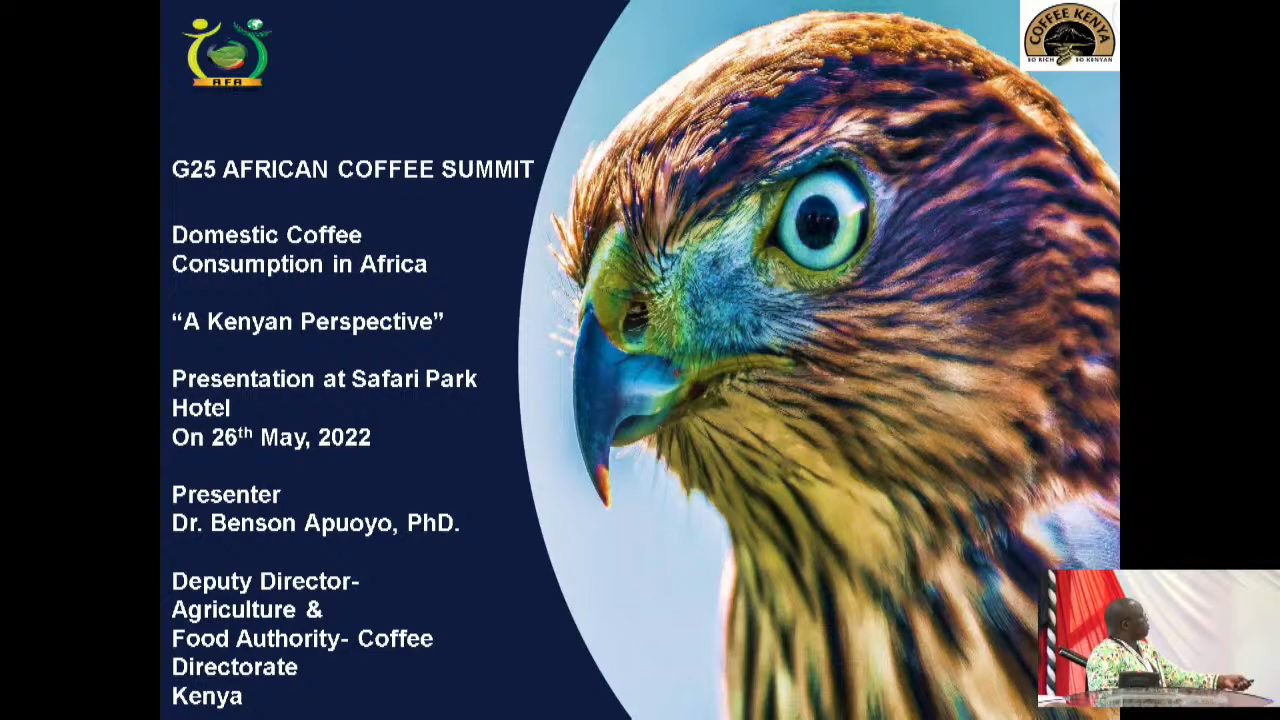 AFA
COFFEE KENYA
SO RICH SO KENYAN
G25 AFRICAN COFFEE SUMMIT
Domestic Coffee
Consumption in Africa
“A Kenyan Perspective”
Presentation at Safari Park
Hotel
On 26th May, 2022
Presenter
Dr. Benson Apuoyo, PhD.
Deputy Director-
Agriculture &
Food Authority- Coffee
Directorate
Kenya